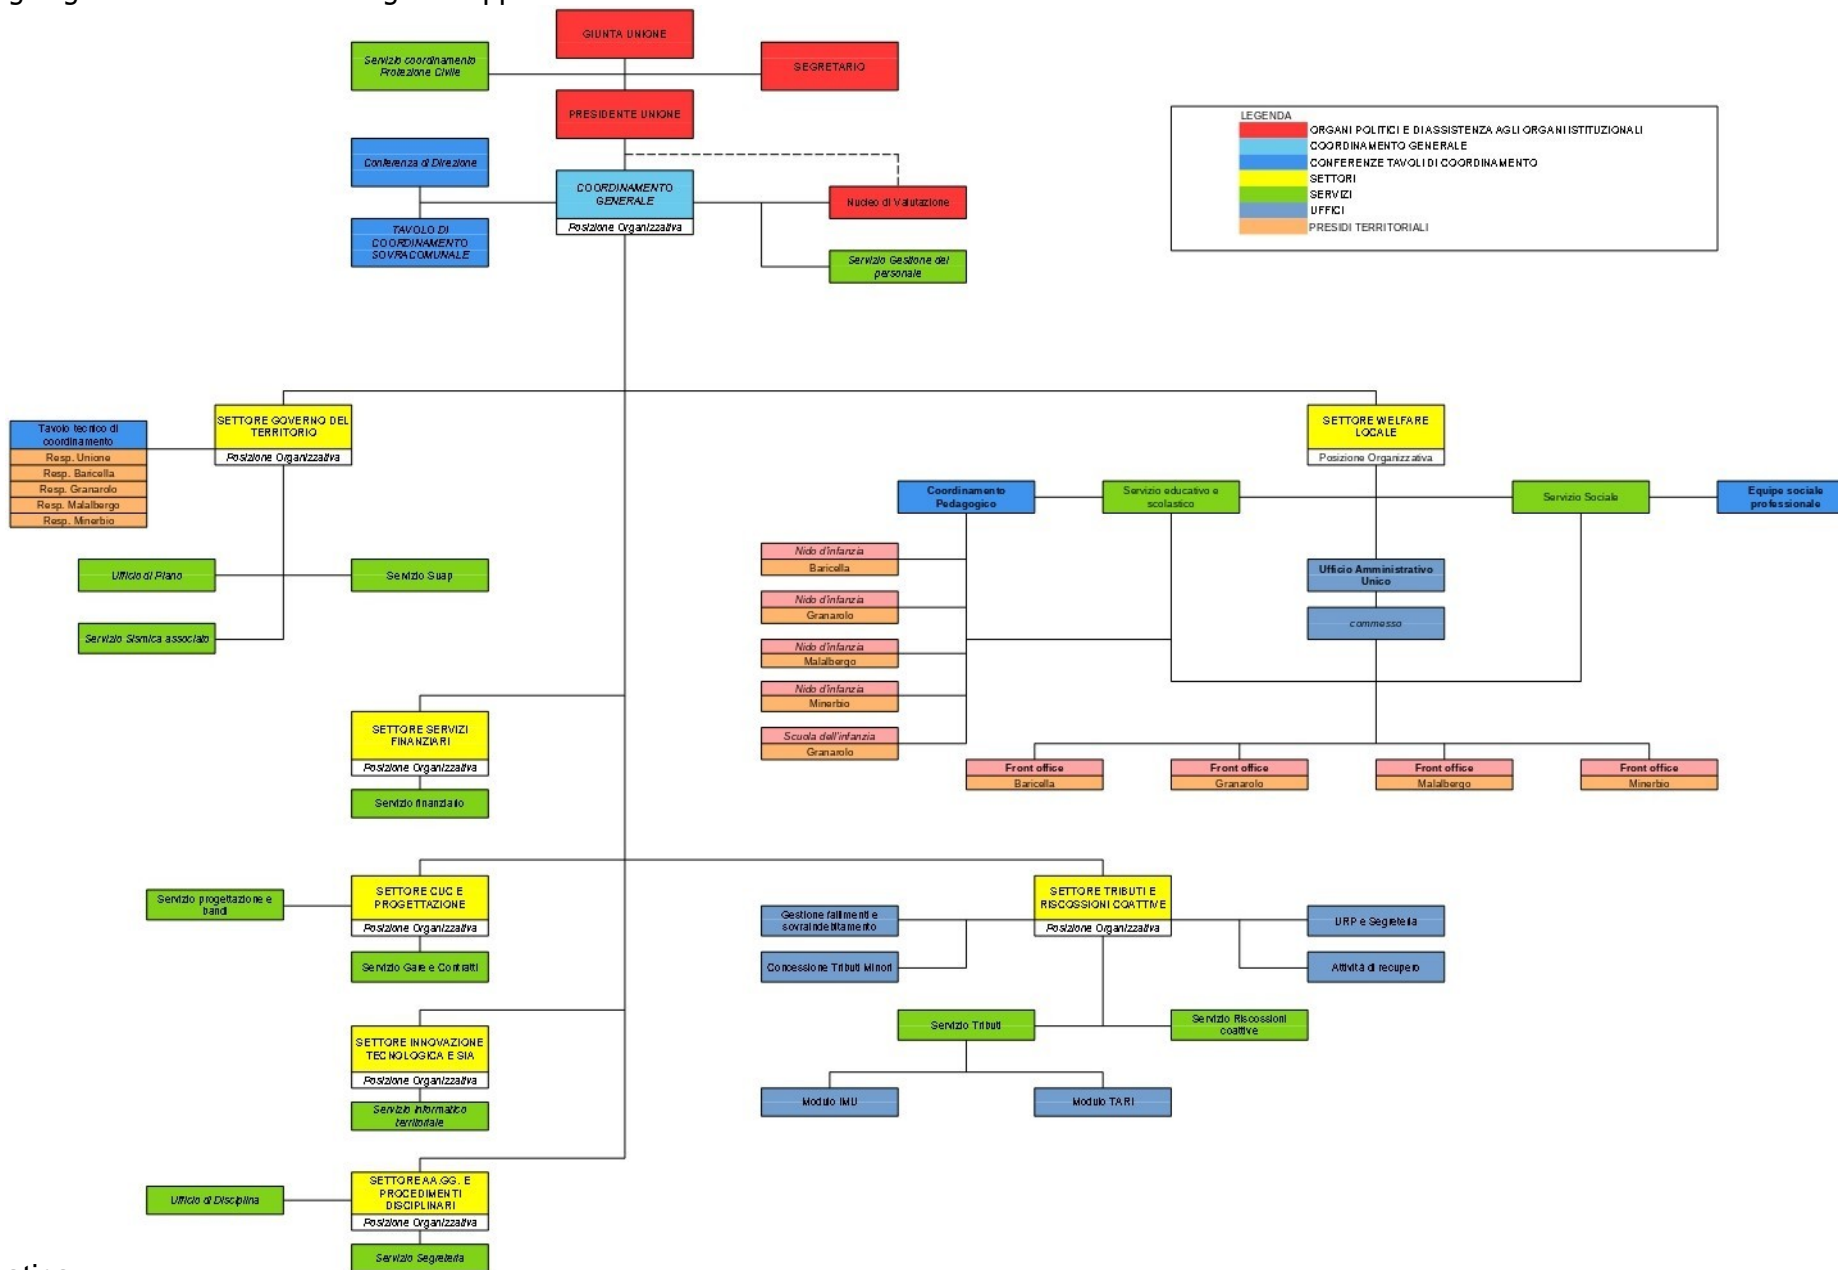 GIUNTA UNIONE
Servizio coordinamento
Protezione Civile
SEGRETARIO
PRESIDENTE UNIONE
LEGENDA
ORGANI POLITICI E DI ASSISTENZA AGLI ORGANI ISTITUZIONALI
COORDINAMENTO GENERALE
CONFERENZE TAVOLI DI COORDINAMENTO
SETTORI
SERVIZI
UFFICI
PRESIDI TERRITORIALI
Conferenza di Direzione
COORDINAMENTO
GENERALE
Posizione Organizzativa
Nucleo di Valutazione
TAVOLO DI
COORDINAMENTO
SOVRACOMUNALE
Servizio Gestione del
personale
Tavolo tecnico di
coordinamento
Resp. Unione
Resp. Baricella
Resp. Granarolo
Resp. Malalbergo
Resp. Minerbio
SETTORE GOVERNO DEL
TERRITORIO
Posizione Organizzativa
SETTORE WELFARE
LOCALE
Posizione Organizzativa
Coordinamento
Pedagogico
Servizio educativo e
scolastico
Servizio Sociale
Equipe sociale
professionale
Ufficio di Piano
Servizio Suap
Servizio Sismica associato
Nido d'infanzia
Baricella
Nido d'infanzia
Granarolo
Nido d'infanzia
Malalbergo
Nido d'infanzia
Minerbio
Scuola dell'infanzia
Granarolo
Ufficio Amministrativo
Unico
commesso
Front office
Baricella
Front office
Granarolo
Front office
Malalbergo
Front office
Minerbio
SETTORE SERVIZI
FINANZIARI
Posizione Organizzativa
Servizio finanziario
Servizio progettazione e
bandi
SETTORE CUC E
PROGETTAZIONE
Posizione Organizzativa
Servizio Gare e Contratti
Gestione fallimenti e
sovraindebitamento
Concessione Tributi Minori
SETTORE TRIBUTI E
RISCOSSIONI COATTIVE
Posizione Organizzativa
URP e Segreteria
Attività di recupero
Servizio Tributi
Servizio Riscossioni
coattive
Modulo IMU
Modulo TARI
SETTORE INNOVAZIONE
TECNOLOGICA E SIA
Posizione Organizzativa
Servizio informatico
territoriale
Ufficio di Disciplina
SETTORE AA.GG. E
PROCEDIMENTI
DISCIPLINARI
Posizione Organizzativa
Servizio Segreteria